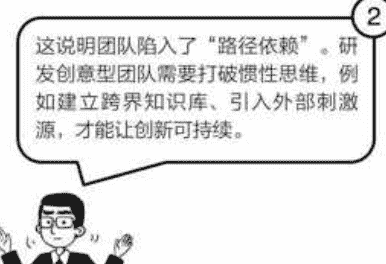 2
这说明团队陷入了“路径依赖”。研
发创意型团队需要打破惯性思维，例
如建立跨界知识库、引入外部刺激
源，才能让创新可持续。